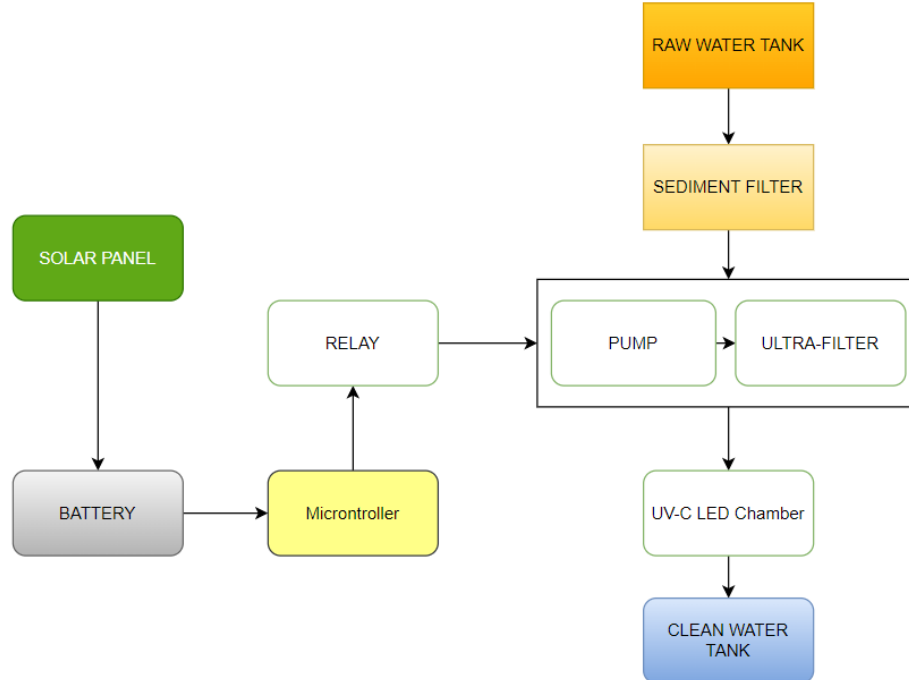 RAW WATER TANK
SEDIMENT FILTER
SOLAR PANEL
RELAY
PUMP
ULTRA-FILTER
BATTERY
Microntroller
UV-C LED Chamber
CLEAN WATER
TANK